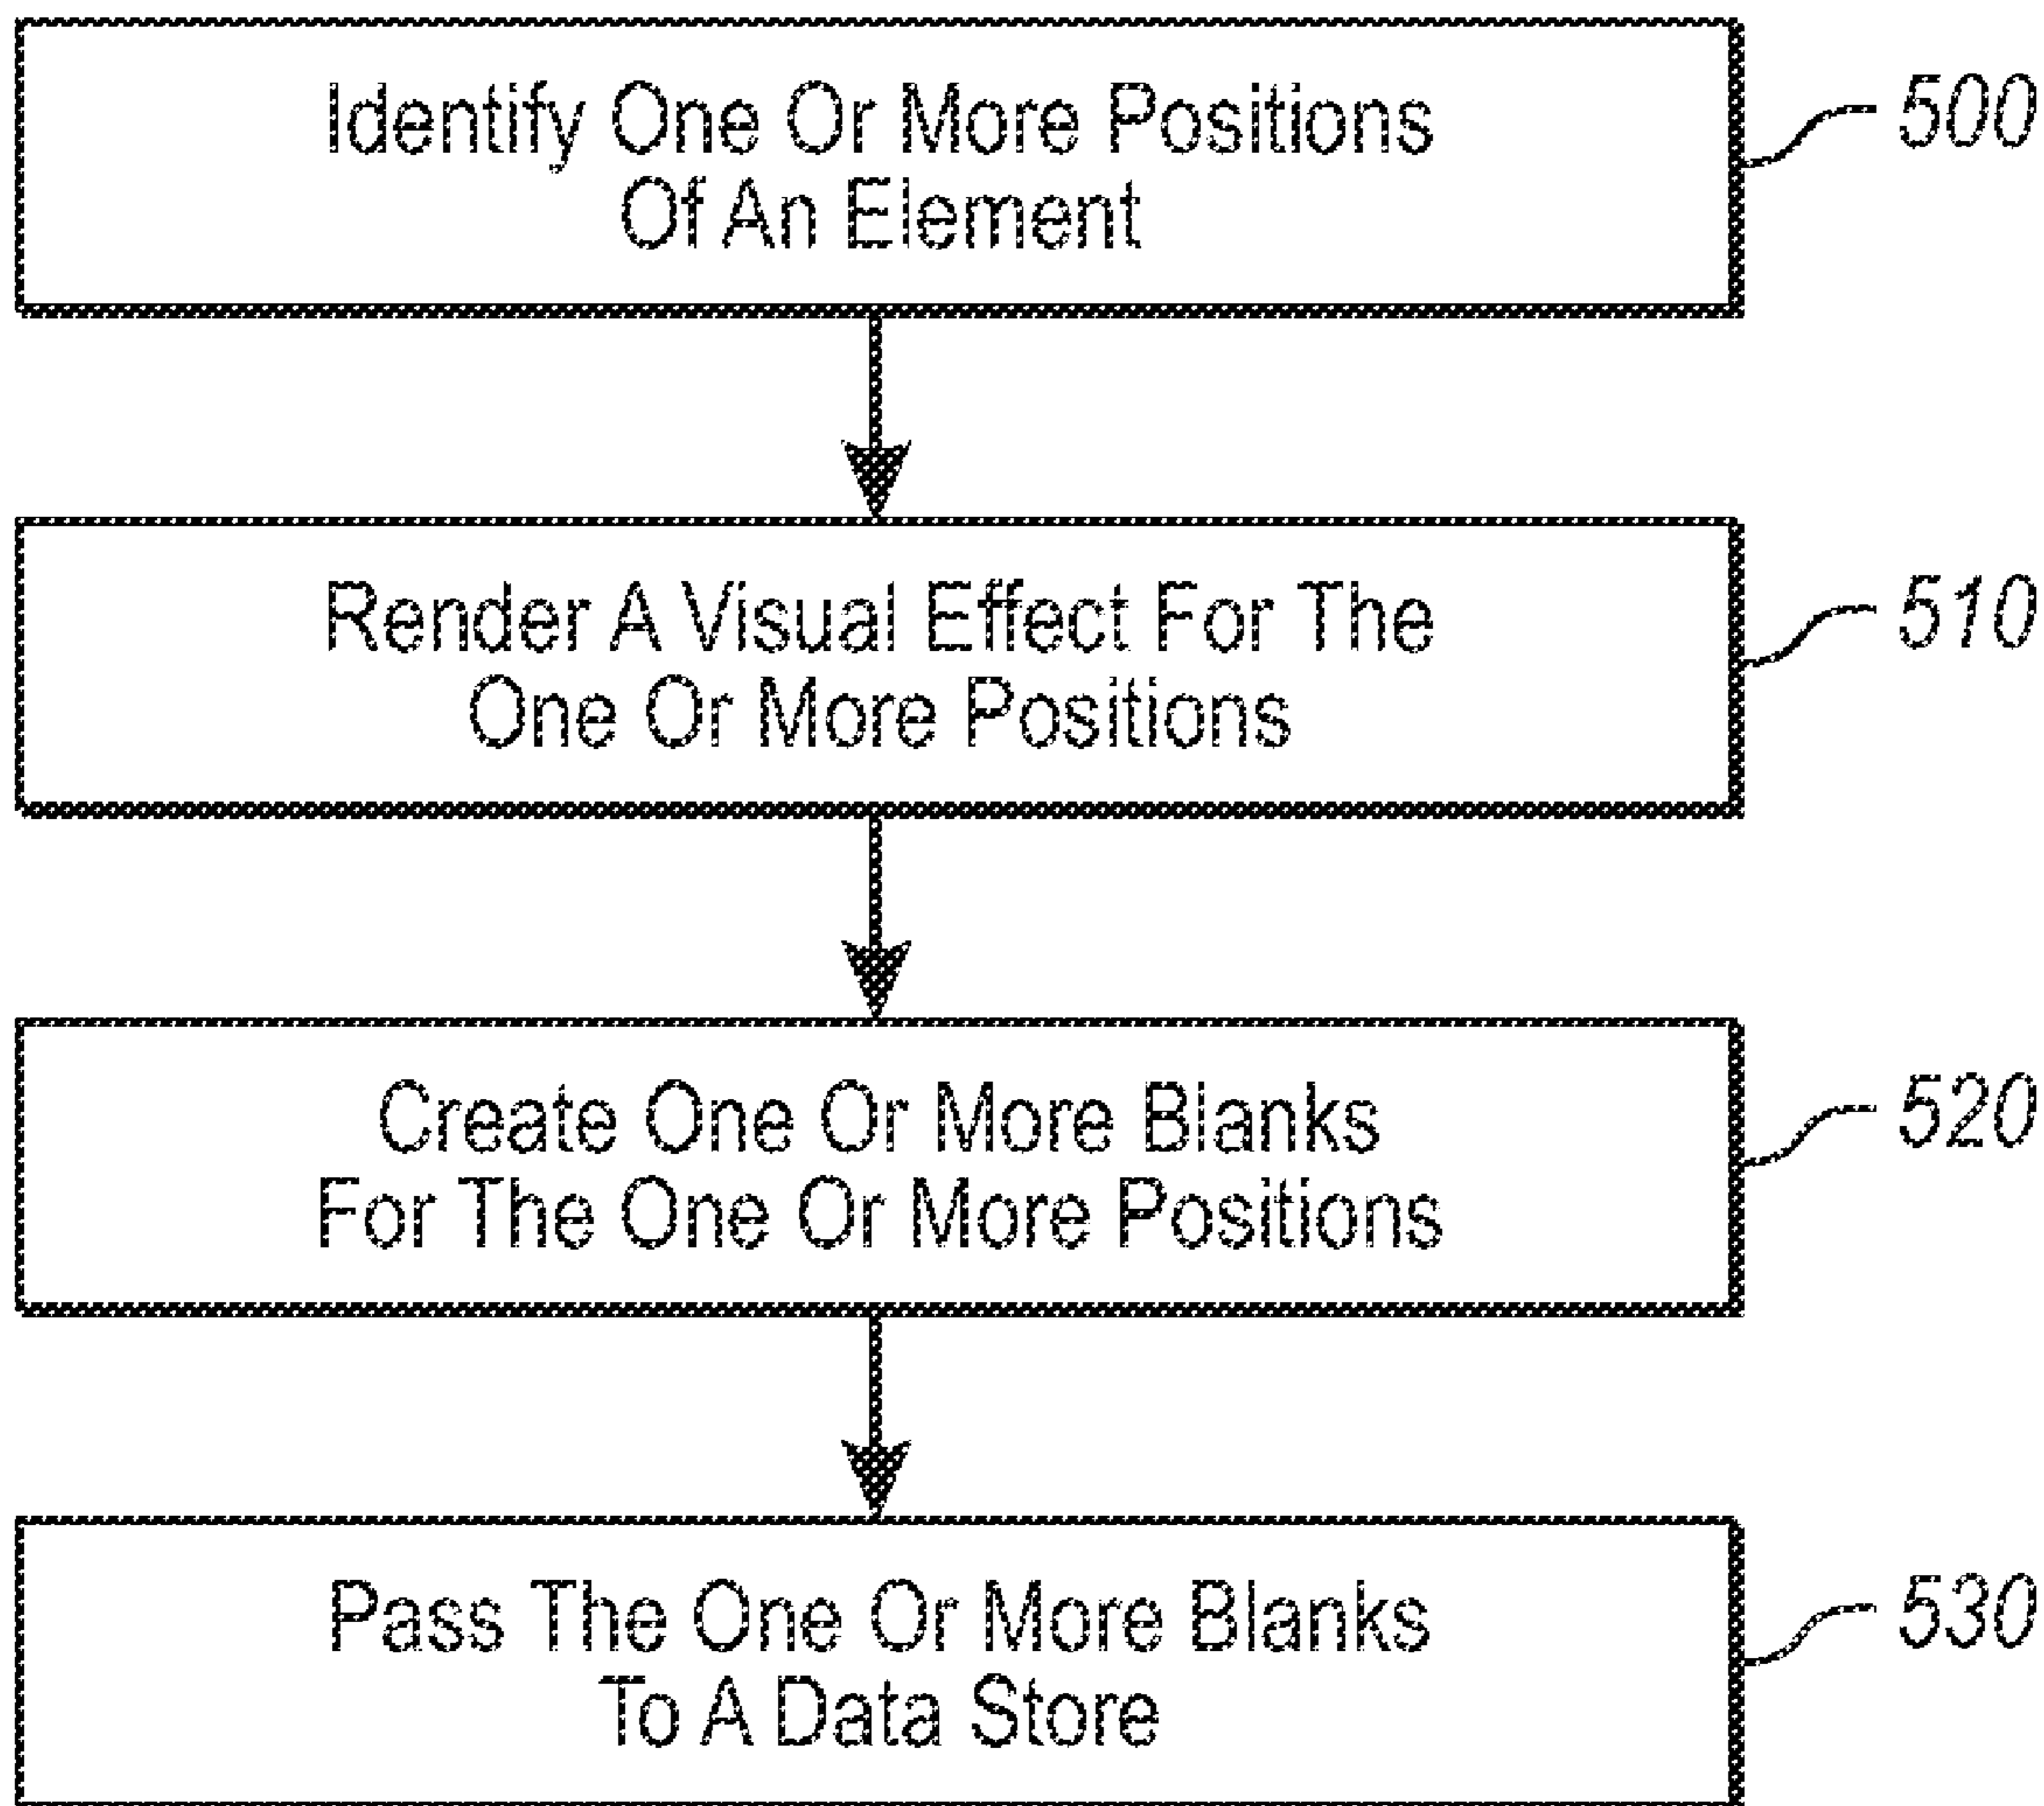 Identify One Or More Positions
Of An Element
500
Render A Visual Effect For The
One Or More Positions
510
Create One Or More Blanks
For The One Or More Positions
520
Pass The One Or More Blanks
To A Data Store
530